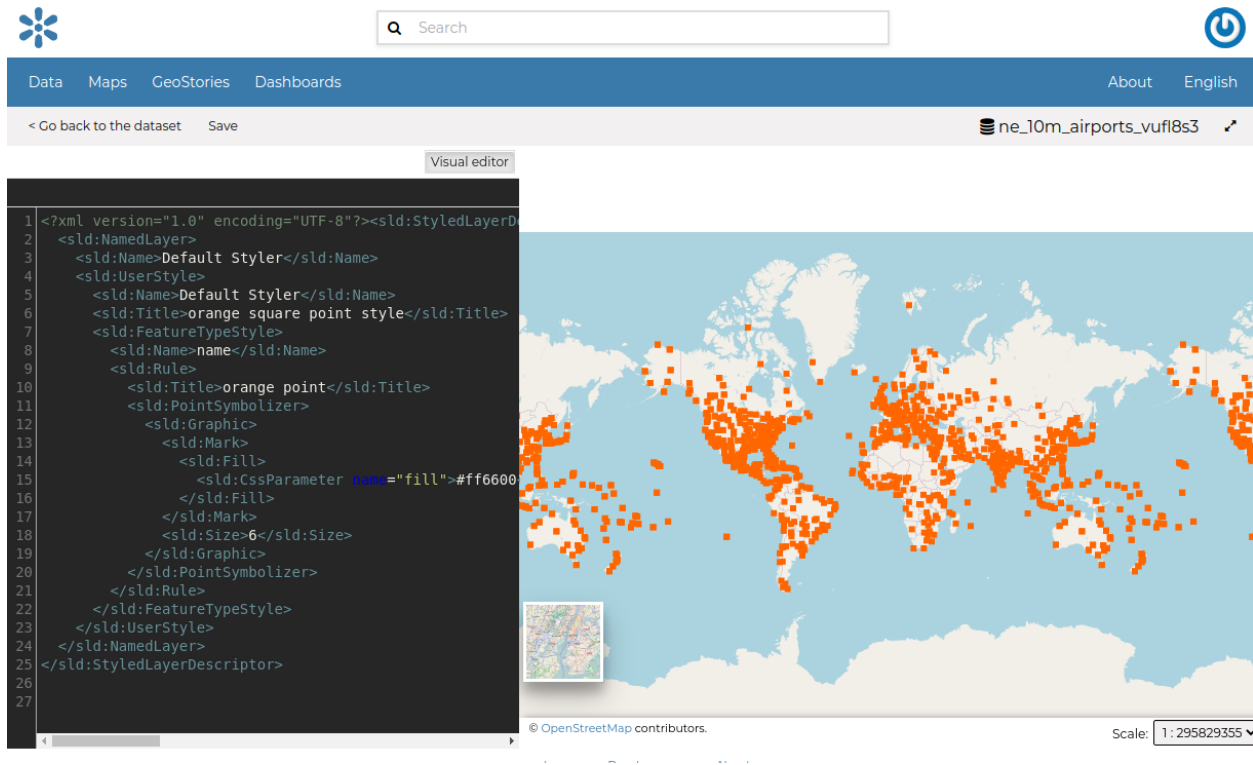 Search
Data Maps GeoStories Dashboards About English
< Go back to the dataset Save ne_10m_airports_vufl8s3
Visual editor
1 <?xml version="1.0" encoding="UTF-8"?><sld:StyledLayerD
2 <sld:NamedLayer>
3 <sld:Name>Default Styler</sld:Name>
4 <sld:UserStyle>
5 <sld:Name>Default Styler</sld:Name>
6 <sld:Title>orange square point style</sld:Title>
7 <sld:FeatureTypeStyle>
8 <sld:Name>name</sld:Name>
9 <sld:Rule>
10 <sld:Title>orange point</sld:Title>
11 <sld:PointSymbolizer>
12 <sld:Graphic>
13 <sld:Mark>
14 <sld:Fill>
15 <sld:CssParameter name="fill">#ff6600
16 </sld:Fill>
17 </sld:Mark>
18 <sld:Size>6</sld:Size>
19 </sld:Graphic>
20 </sld:PointSymbolizer>
21 </sld:Rule>
22 </sld:FeatureTypeStyle>
23 </sld:UserStyle>
24 </sld:NamedLayer>
25 </sld:StyledLayerDescriptor>
26
27
© OpenStreetMap contributors.
Scale: 1 : 295829355